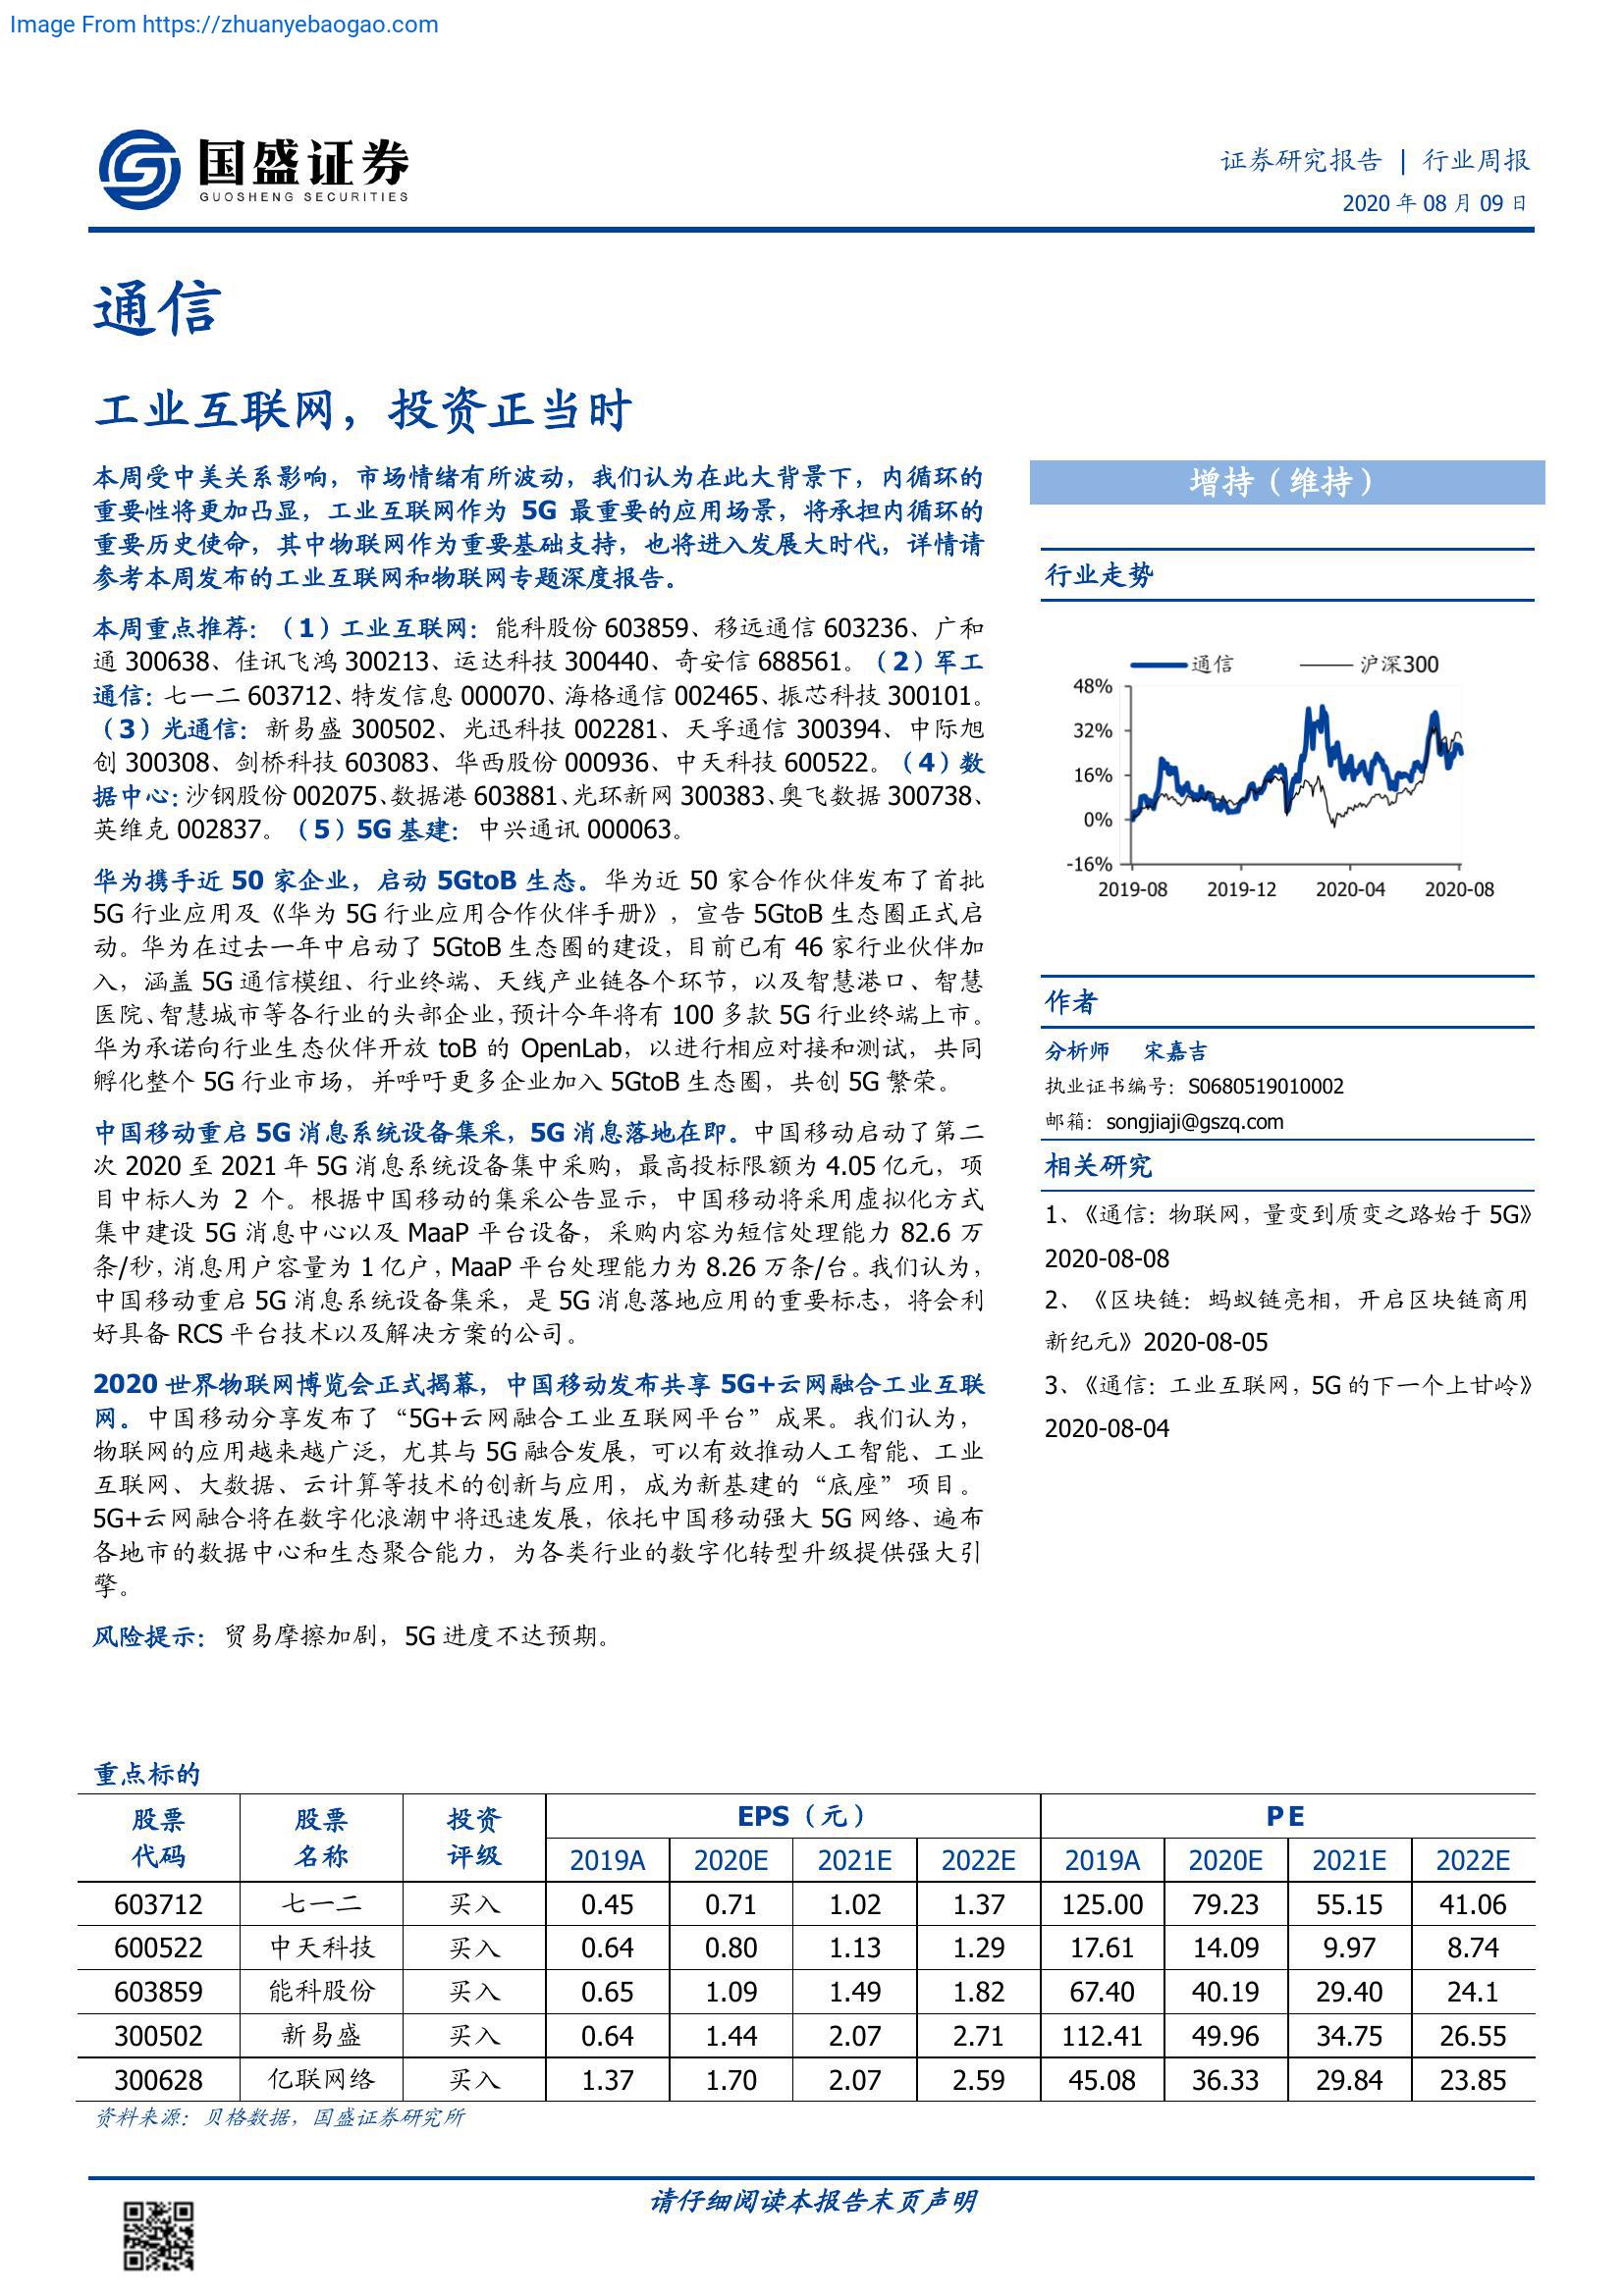 Image From https://zhuanyebaogao.com
国盛证券
GUOSHENG SECURITIES
证券研究报告 | 行业周报
2020 年 08 月 09 日
通信
工业互联网，投资正当时
本周受中美关系影响，市场情绪有所波动，我们认为在此大背景下，内循环的
重要性将更加凸显，工业互联网作为 5G 最重要的应用场景，将承担内循环的
重要历史使命，其中物联网作为重要基础支持，也将进入发展大时代，详情请
参考本周发布的工业互联网和物联网专题深度报告。
本周重点推荐：（1）工业互联网：能科股份 603859、移远通信 603236、广和
通 300638、佳讯飞鸿 300213、运达科技 300440、奇安信 688561。（2）军工
通信：七一二 603712、特发信息 000070、海格通信 002465、振芯科技 300101。
（3）光通信：新易盛 300502、光迅科技 002281、天孚通信 300394、中际旭
创 300308、剑桥科技 603083、华西股份 000936、中天科技 600522。（4）数
据中心：沙钢股份 002075、数据港 603881、光环新网 300383、奥飞数据 300738、
英维克 002837。（5）5G 基建：中兴通讯 000063。
华为携手近 50 家企业，启动 5GtoB 生态。华为近 50 家合作伙伴发布了首批
5G 行业应用及《华为 5G 行业应用合作伙伴手册》，宣告 5GtoB 生态圈正式启
动。华为在过去一年中启动了 5GtoB 生态圈的建设，目前已有 46 家行业伙伴加
入，涵盖 5G 通信模组、行业终端、天线产业链各个环节，以及智慧港口、智慧
医院、智慧城市等各行业的头部企业，预计今年将有 100 多款 5G 行业终端上市。
华为承诺向行业生态伙伴开放 toB 的 OpenLab，以进行相应对接和测试，共同
孵化整个 5G 行业市场，并呼吁更多企业加入 5GtoB 生态圈，共创 5G 繁荣。
中国移动重启 5G 消息系统设备集采，5G 消息落地在即。中国移动启动了第二
次 2020 至 2021 年 5G 消息系统设备集中采购，最高投标限额为 4.05 亿元，项
目中标人为 2 个。根据中国移动的集采公告显示，中国移动将采用虚拟化方式
集中建设 5G 消息中心以及 MaaP 平台设备，采购内容为短信处理能力 82.6 万
条/秒，消息用户容量为 1 亿户，MaaP 平台处理能力为 8.26 万条/台。我们认为，
中国移动重启 5G 消息系统设备集采，是 5G 消息落地应用的重要标志，将会利
好具备 RCS 平台技术以及解决方案的公司。
2020 世界物联网博览会正式揭幕，中国移动发布共享 5G+云网融合工业互联
网。中国移动分享发布了“5G+云网融合工业互联网平台”成果。我们认为，
物联网的应用越来越广泛，尤其与 5G 融合发展，可以有效推动人工智能、工业
互联网、大数据、云计算等技术的创新与应用，成为新基建的“底座”项目。
5G+云网融合将在数字化浪潮中将迅速发展，依托中国移动强大 5G 网络、遍布
各地市的数据中心和生态聚合能力，为各类行业的数字化转型升级提供强大引
擎。
风险提示：贸易摩擦加剧，5G 进度不达预期。
增持（维持）
行业走势
通信 沪深300
48%
32%
16%
0%
-16%
2019-08 2019-12 2020-04 2020-08
作者
分析师 宋嘉吉
执业证书编号：S0680519010002
邮箱：songjiaji@gszq.com
相关研究
1、《通信：物联网，量变到质变之路始于 5G》
2020-08-08
2、《区块链：蚂蚁链亮相，开启区块链商用
新纪元》2020-08-05
3、《通信：工业互联网，5G 的下一个上甘岭》
2020-08-04
重点标的
股票 股票 投资 EPS（元） P E
代码 名称 评级 2019A 2020E 2021E 2022E 2019A 2020E 2021E 2022E
603712 七一二 买入 0.45 0.71 1.02 1.37 125.00 79.23 55.15 41.06
600522 中天科技 买入 0.64 0.80 1.13 1.29 17.61 14.09 9.97 8.74
603859 能科股份 买入 0.65 1.09 1.49 1.82 67.40 40.19 29.40 24.1
300502 新易盛 买入 0.64 1.44 2.07 2.71 112.41 49.96 34.75 26.55
300628 亿联网络 买入 1.37 1.70 2.07 2.59 45.08 36.33 29.84 23.85
资料来源：贝格数据，国盛证券研究所
请仔细阅读本报告末页声明